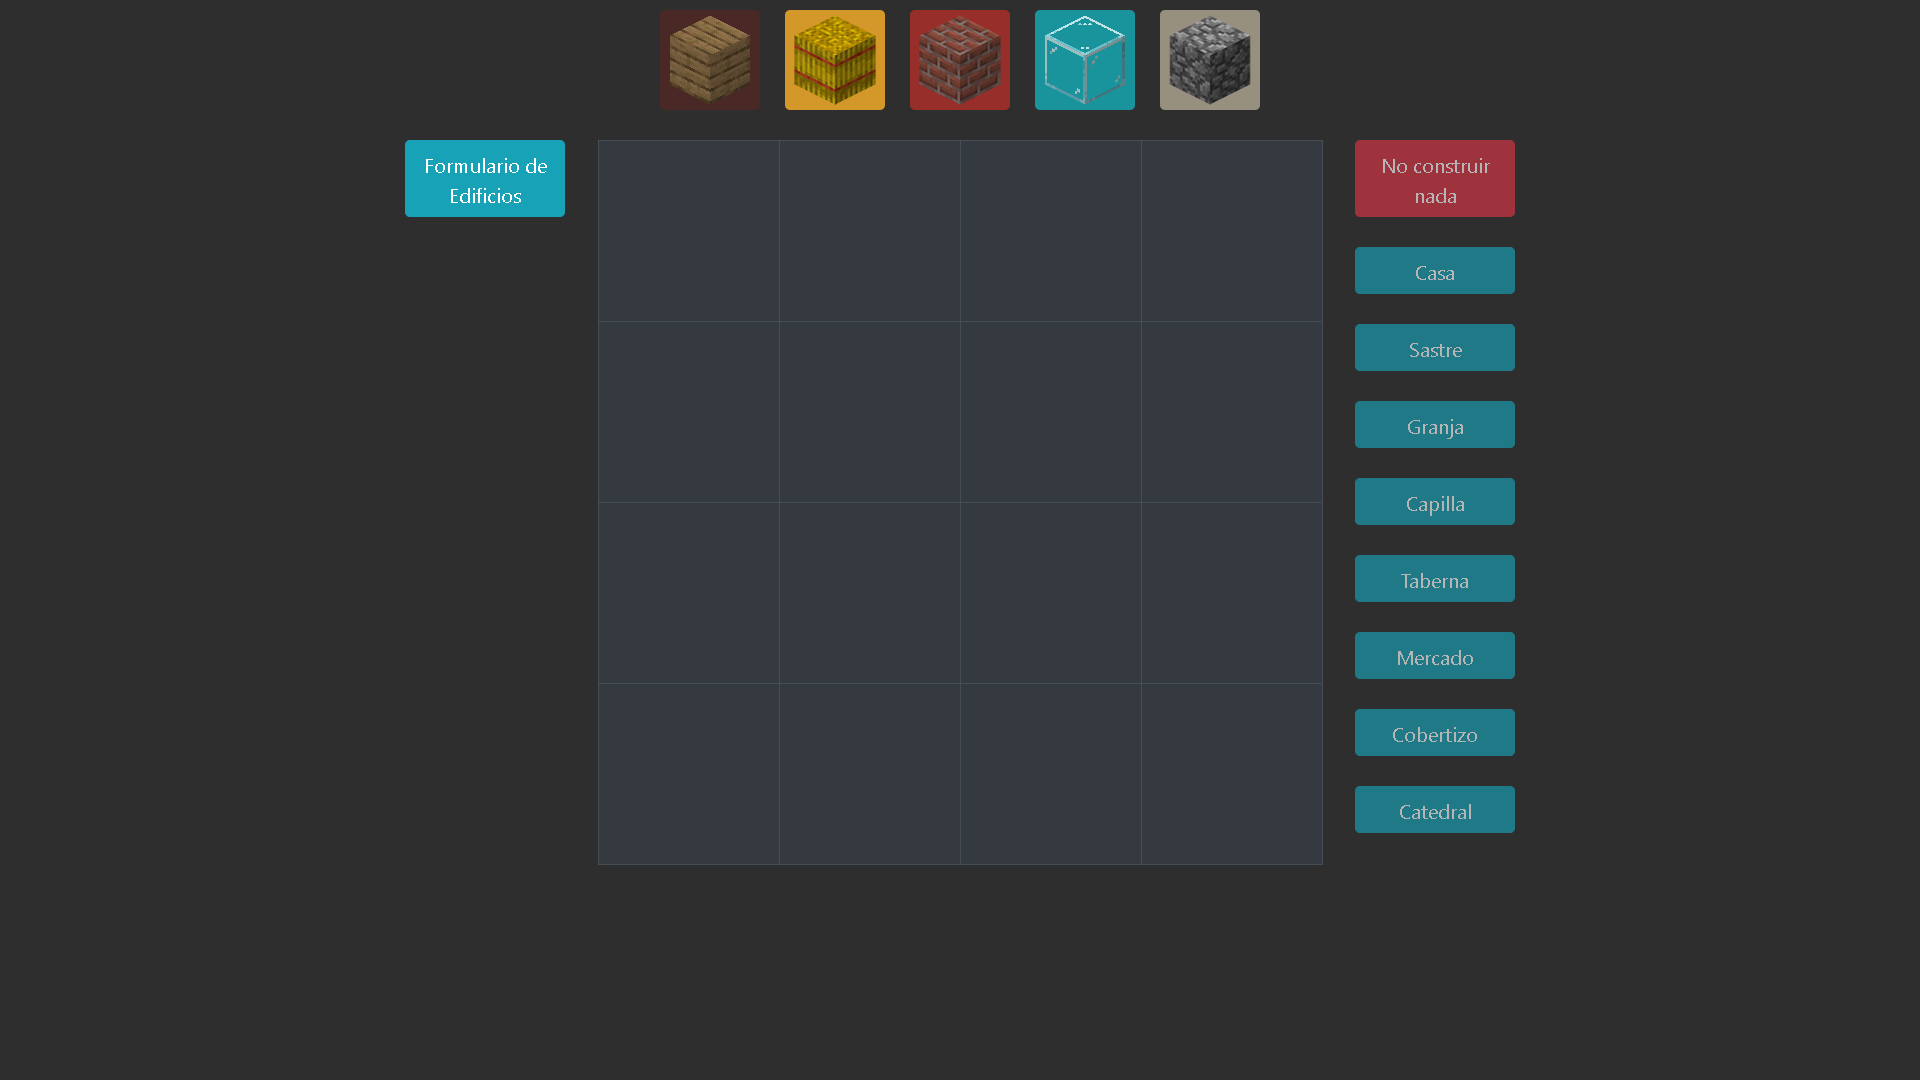 Formulario de
Edificios
No construir
nada
Casa
Sastre
Granja
Capilla
Taberna
Mercado
Cobertizo
Catedral